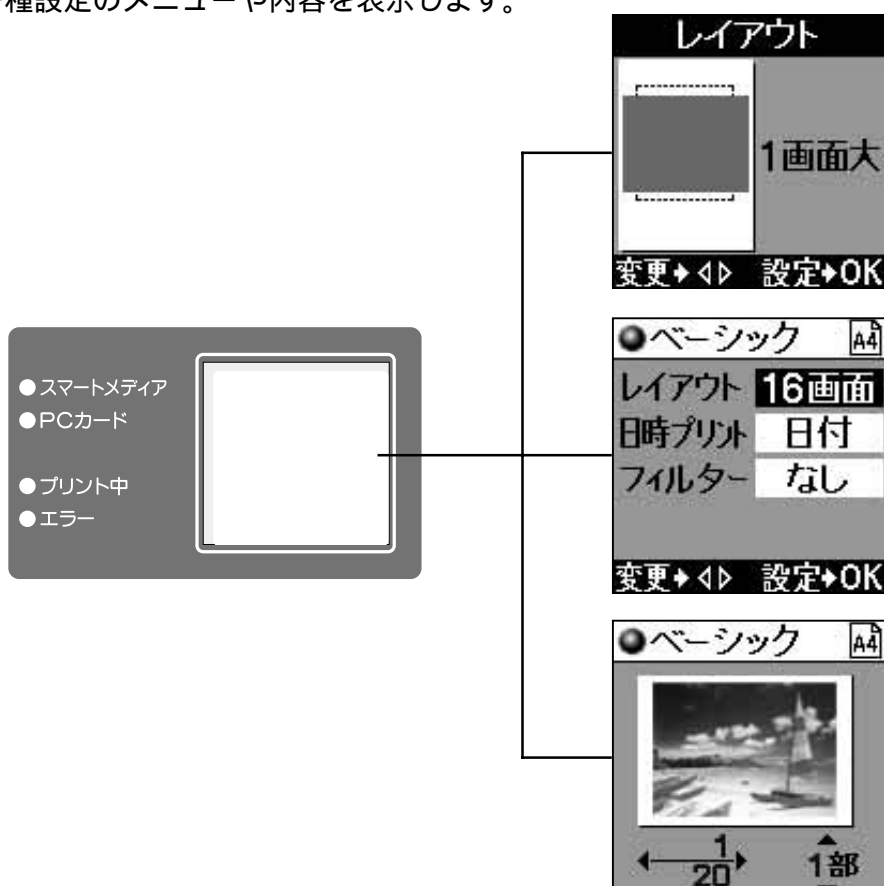 種設定のメニューや内容を表示します。
●スマートメディア
●PCカード
●プリント中
●エラー
レイアウト
1画面大
変更→◁▷ 設定→OK
●ベーシック A4
レイアウト 16画面
日時プリント 日付
フィルター なし
変更→◁▷ 設定→OK
●ベーシック A4
1
20
1部